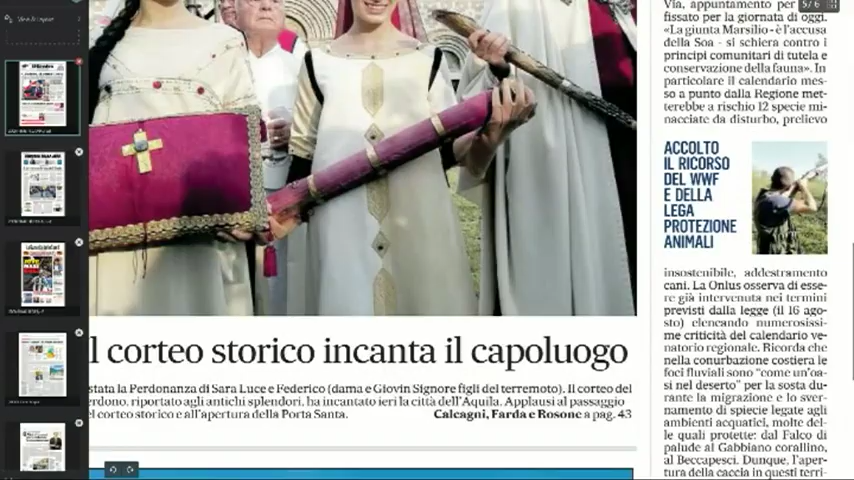 l corteo storico incanta il capoluogo
stata la Perdonanza di Sara Luce e Federico (dama e Giovin Signore figli del terremoto). Il corteo del
erdono, riportato agli antichi splendori, ha incantato ieri la città dell'Aquila. Applausi al passaggio
el corteo storico e all'apertura della Porta Santa.
Calcagni, Farda e Rosone a pag. 43
Via, appuntamento per
fissato per la giornata di oggi.
«La giunta Marsilio - è l'accusa
della Soa - si schiera contro i
principi comunitari di tutela e
conservazione della fauna». In
particolare il calendario mes-
so a punto dalla Regione met-
terebbe a rischio 12 specie mi-
nacciate da disturbo, prelievo
ACCOLTO
IL RICORSO
DEL WWF
E DELLA
LEGA
PROTEZIONE
ANIMALI
insostenibile, addestramento
cani. La Onlus osserva di esse-
re già intervenuta nei termini
previsti dalla legge (il 16 ago-
sto) elencando numerosissi-
me criticità del calendario ve-
natorio regionale. Ricorda che
nella conurbazione costiera le
foci fluviali sono "come un'oa-
si nel deserto" per la sosta du-
rante la migrazione e lo sver-
namento di spiecie legate agli
ambienti acquatici, molte del-
le quali protette: dal Falco di
palude al Gabbiano corallino,
al Beccapesci. Dunque, l'aper-
tura della caccia in questi terri-
5 / 6